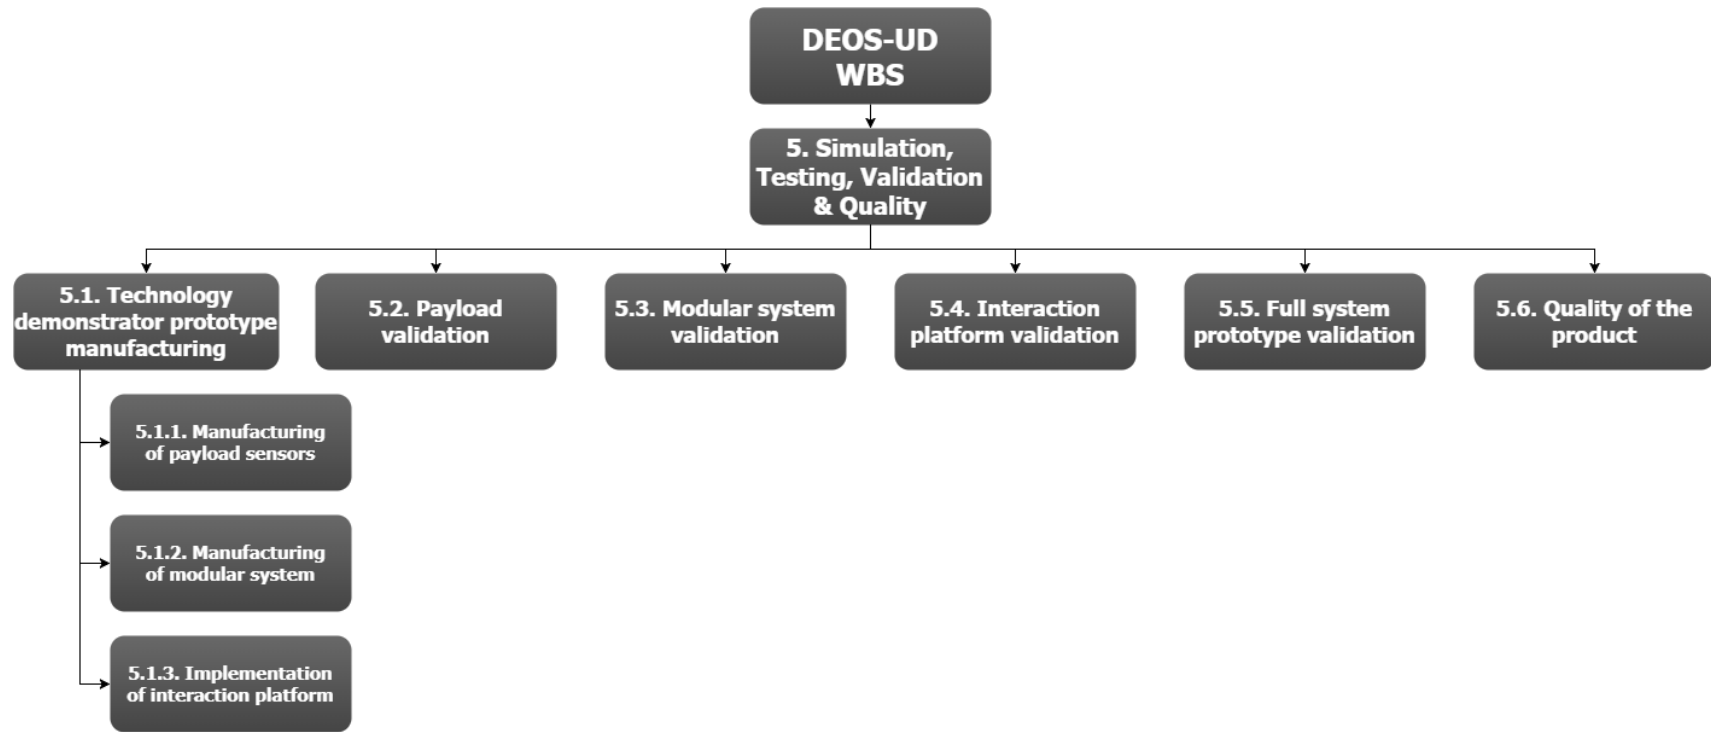 DEOS-UD
WBS
5. Simulation,
Testing, Validation
& Quality
5.1. Technology
demonstrator prototype
manufacturing
5.2. Payload
validation
5.3. Modular system
validation
5.4. Interaction
platform validation
5.5. Full system
prototype validation
5.6. Quality of the
product
5.1.1. Manufacturing
of payload sensors
5.1.2. Manufacturing
of modular system
5.1.3. Implementation
of interaction platform